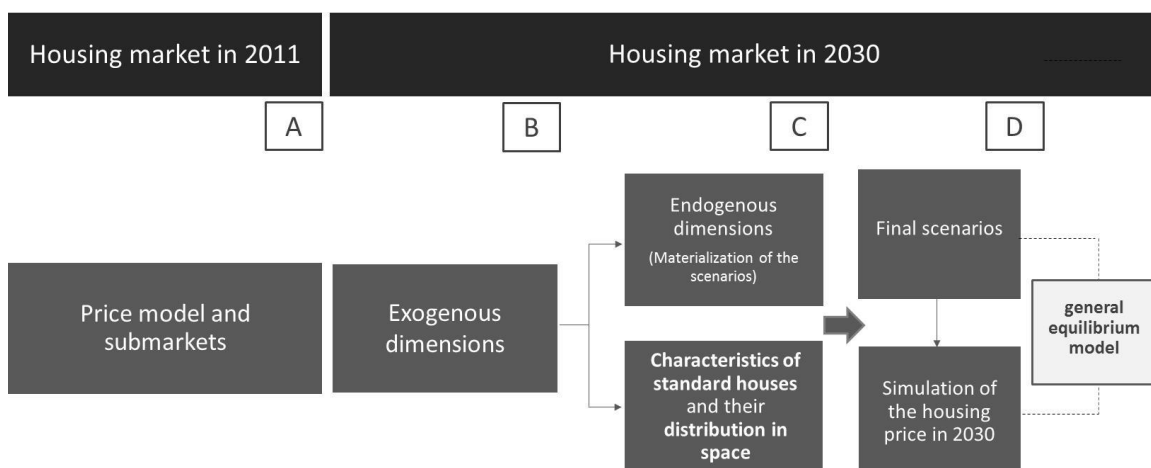 Housing market in 2011
Housing market in 2030
A
B
C
D
Price model and
submarkets
Exogenous
dimensions
Endogenous
dimensions
(Materialization of the
scenarios)
Characteristics of
standard houses
and their
distribution in
space
Final scenarios
Simulation of
the housing
price in 2030
general
equilibrium
model